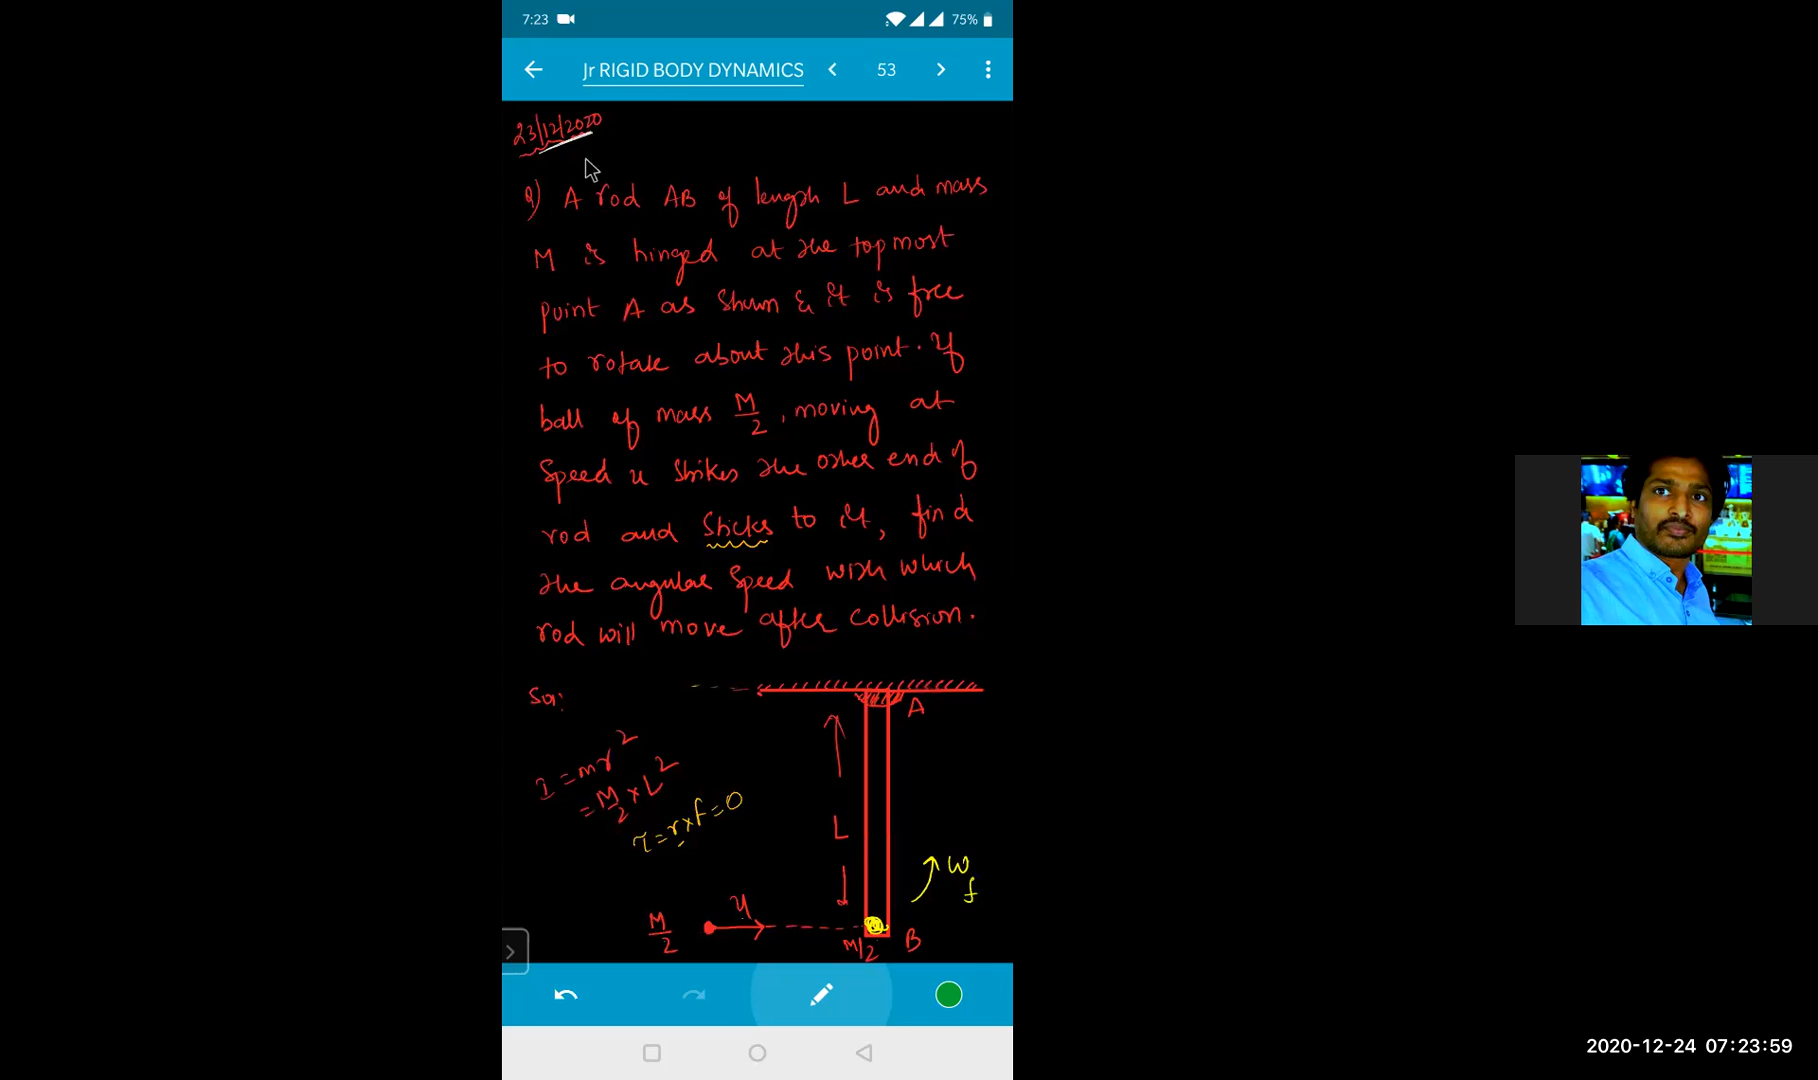 7:23
75%
Jr RIGID BODY DYNAMICS
53
23/12/2020
Q) A rod AB of length L and mass
M is hinged at the topmost
point A as shown & it is free
to rotate about this point. If
ball of mass M/2, moving at
Speed u strikes the other end of
rod and Sticks to it, find
the angular Speed with which
rod will move after collision.
Sol:
A
I = mr²
= M/2 × L²
τ = r × f = 0
L
ω f
M/2
u
M/2
B
2020-12-24 07:23:59